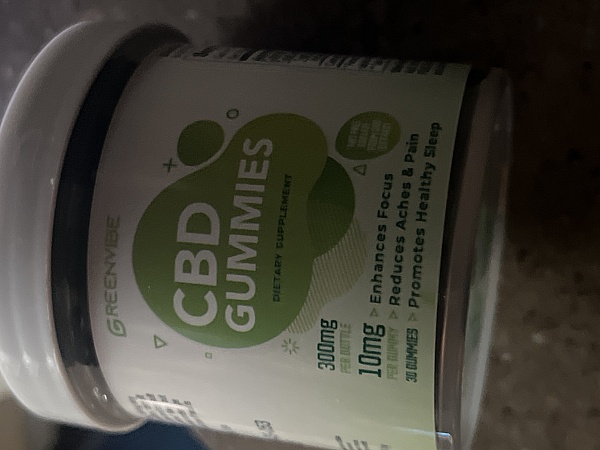 GREENVIBE
CBD
GUMMIES
DIETARY SUPPLEMENT
300mg
PER BOTTLE
10mg
PER GUMMY
30 GUMMIES
> Enhances Focus
> Reduces Aches & Pain
> Promotes Healthy Sleep